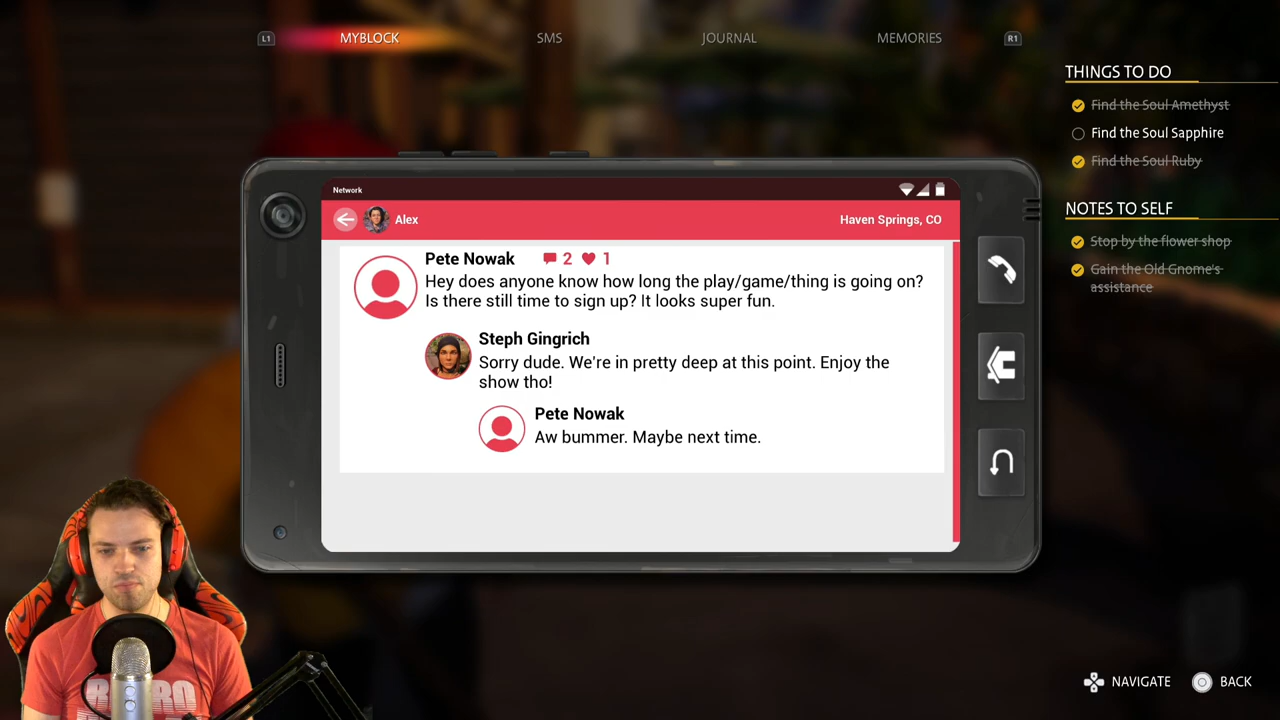 L1
MYBLOCK
SMS
JOURNAL
MEMORIES
R1
THINGS TO DO
Find the Soul Amethyst
Find the Soul Sapphire
Find the Soul Ruby
NOTES TO SELF
Stop by the flower shop
Gain the Old Gnome's
assistance
Network
Alex
Haven Springs, CO
Pete Nowak 2 1
Hey does anyone know how long the play/game/thing is going on?
Is there still time to sign up? It looks super fun.
Steph Gingrich
Sorry dude. We're in pretty deep at this point. Enjoy the
show tho!
Pete Nowak
Aw bummer. Maybe next time.
NAVIGATE
BACK